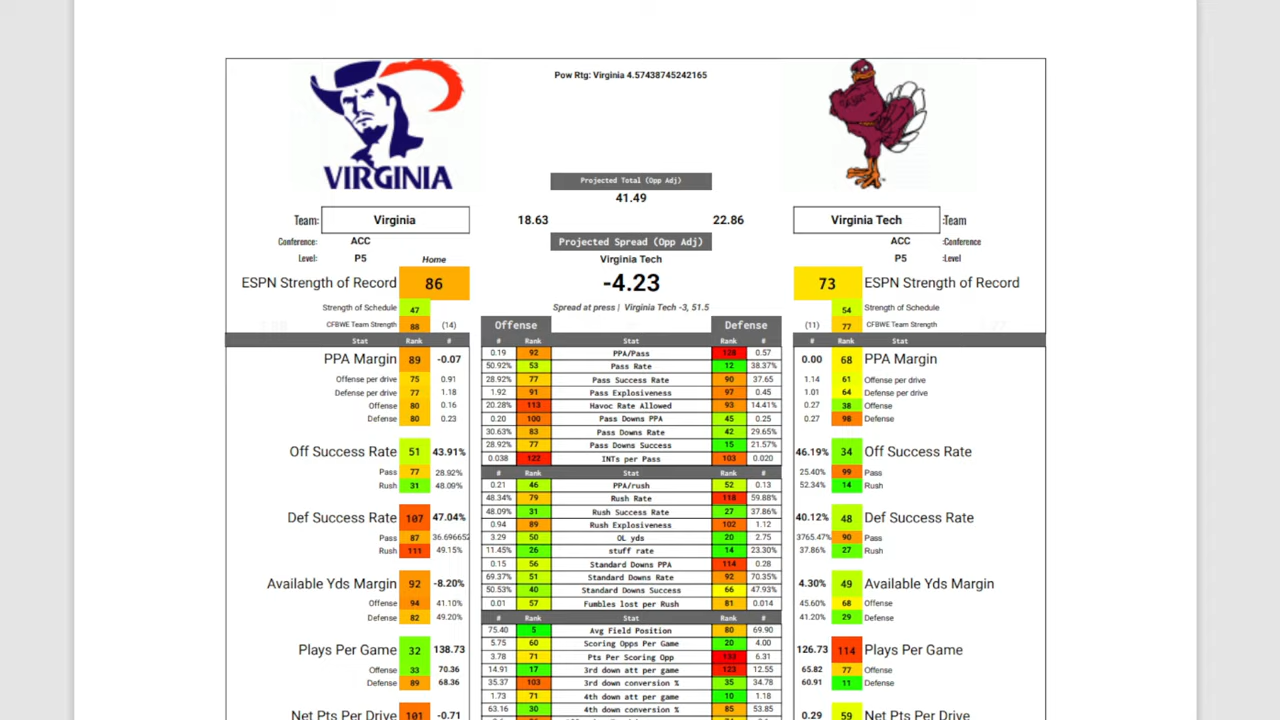 Pow Rtg: Virginia 4.57438745242165
VIRGINIA
Projected Total (Opp Adj)
41.49
Team: Virginia 18.63 22.86 Virginia Tech :Team
Conference: ACC Projected Spread (Opp Adj) ACC :Conference
Level: P5 Home Virginia Tech P5 :Level
ESPN Strength of Record 86 -4.23 73 ESPN Strength of Record
Strength of Schedule 47 Spread at press | Virginia Tech -3, 51.5 54 Strength of Schedule
CFBWE Team Strength 88 (14) Offense Defense (11) 77 CFBWE Team Strength
Stat Rank # # Rank Stat Rank # # Rank Stat
PPA Margin 89 -0.07 0.19 92 PPA/Pass 128 0.57 0.00 68 PPA Margin
50.92% 53 Pass Rate 12 38.37%
Offense per drive 75 0.91 28.92% 77 Pass Success Rate 90 37.65 1.14 61 Offense per drive
Defense per drive 77 1.18 1.92 91 Pass Explosiveness 97 0.45 1.01 64 Defense per drive
Offense 80 0.16 20.28% 113 Havoc Rate Allowed 93 14.41% 0.27 38 Offense
Defense 80 0.23 0.20 100 Pass Downs PPA 45 0.25 0.27 98 Defense
30.63% 83 Pass Downs Rate 42 29.65%
Off Success Rate 51 43.91% 28.92% 77 Pass Downs Success 15 21.57% 46.19% 34 Off Success Rate
0.038 122 INTs per Pass 103 0.020
Pass 77 28.92% # Rank Stat Rank # 25.40% 99 Pass
Rush 31 48.09% 0.21 46 PPA/rush 52 0.13 52.34% 14 Rush
48.34% 79 Rush Rate 118 59.88%
48.09% 31 Rush Success Rate 27 37.86%
Def Success Rate 107 47.04% 0.94 89 Rush Explosiveness 102 1.12 40.12% 48 Def Success Rate
Pass 87 36.696652 3.29 50 OL yds 20 2.75 3765.47% 90 Pass
Rush 111 49.15% 11.45% 26 stuff rate 14 23.30% 37.86% 27 Rush
0.15 56 Standard Downs PPA 114 0.28
Available Yds Margin 92 -8.20% 69.37% 51 Standard Downs Rate 92 70.35% 4.30% 49 Available Yds Margin
50.53% 40 Standard Downs Success 66 47.93%
Offense 94 41.10% 0.01 57 Fumbles lost per Rush 81 0.014 45.60% 68 Offense
Defense 82 49.20% # Rank Stat Rank # 41.20% 29 Defense
75.40 5 Avg Field Position 80 69.90
Plays Per Game 32 138.73 5.75 60 Scoring Opps Per Game 20 4.00 126.73 114 Plays Per Game
3.78 71 Pts Per Scoring Opp 6.31
Offense 33 70.36 14.91 17 3rd down att per game 123 12.55 65.82 77 Offense
Defense 89 68.36 35.37 103 3rd down conversion % 35 34.78 60.91 11 Defense
1.73 71 4th down att per game 10 1.18
Net Pts Per Drive 101 -0.71 63.16 30 4th down conversion % 85 53.85 0.29 59 Net Pts Per Drive